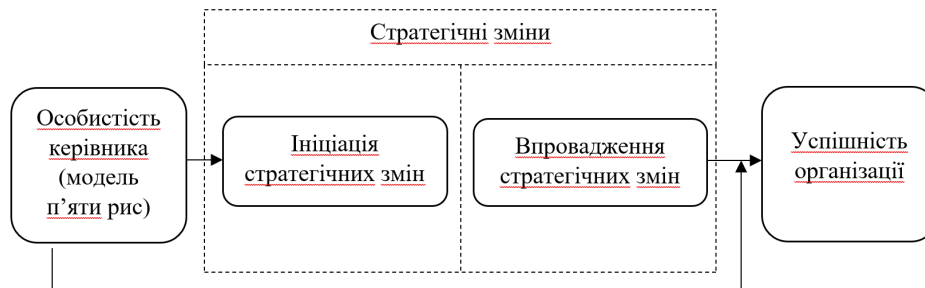 Стратегічні зміни
Особистість
керівника
(модель
п’яти рис)
Ініціація
стратегічних змін
Впровадження
стратегічних змін
Успішність
організації